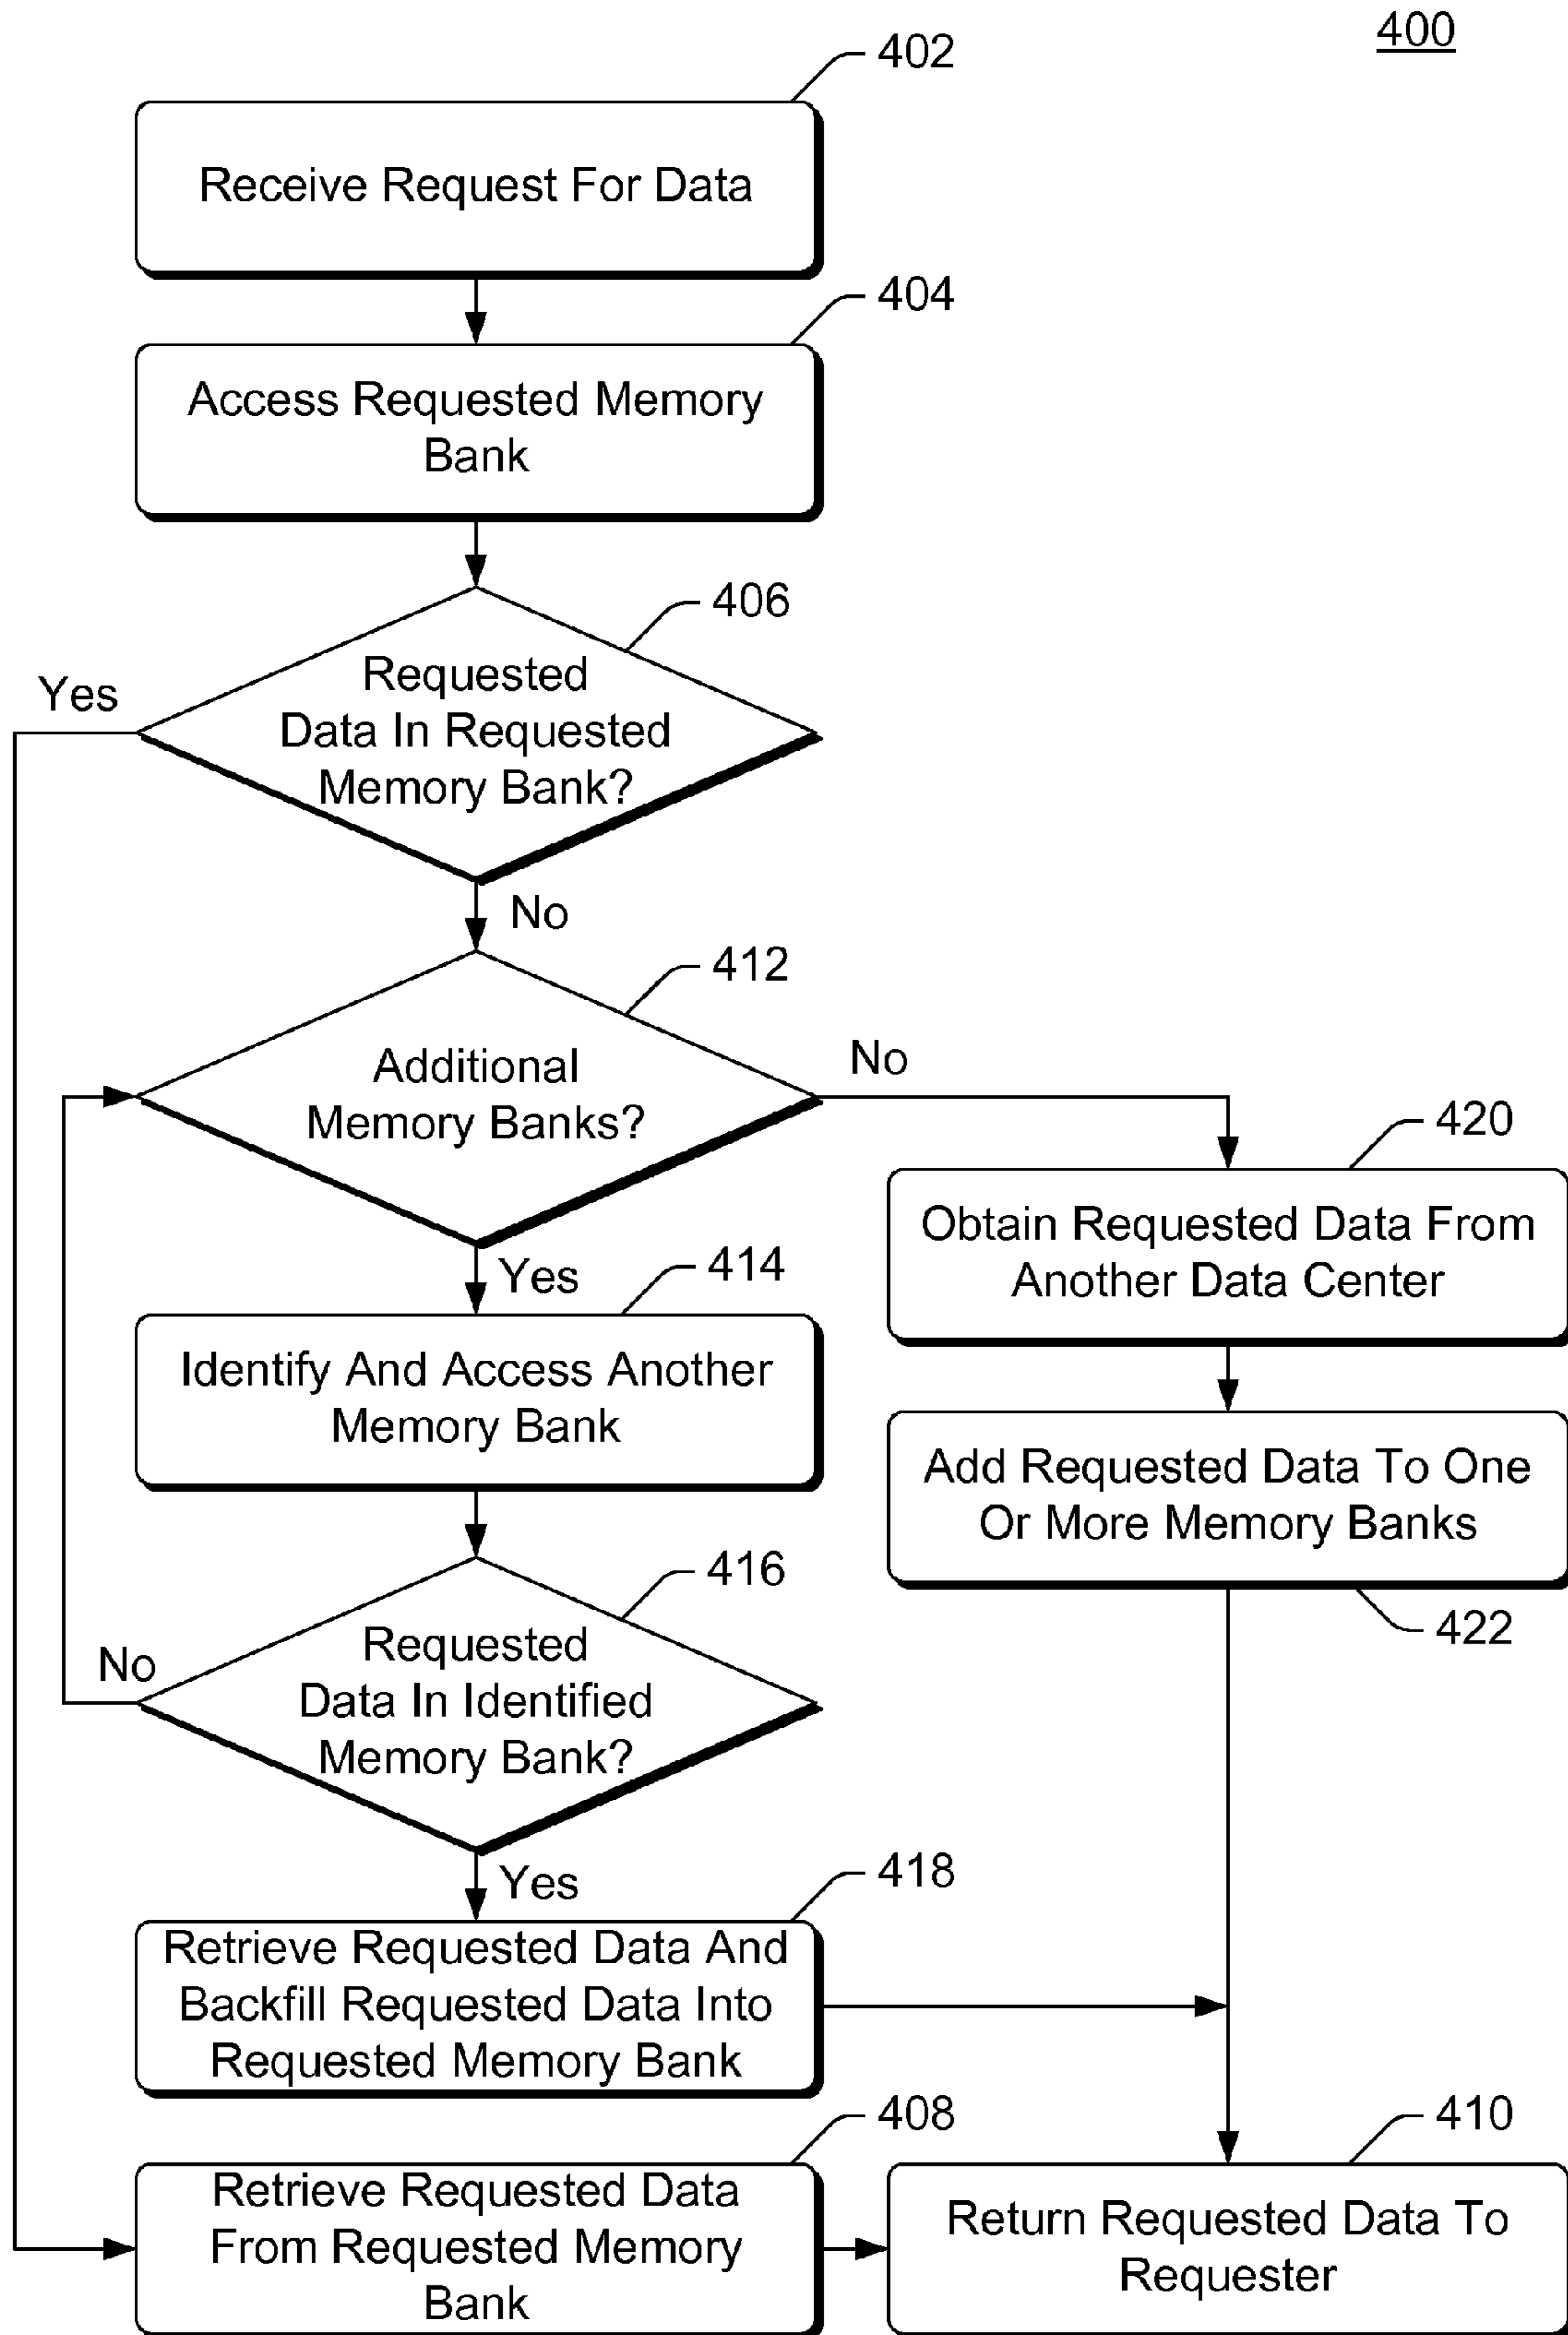 400
402
Receive Request For Data
404
Access Requested Memory
Bank
406
Requested
Data In Requested
Memory Bank?
Yes
No
412
Additional
Memory Banks?
No
Yes
414
Identify And Access Another
Memory Bank
416
Requested
Data In Identified
Memory Bank?
No
Yes
418
Retrieve Requested Data And
Backfill Requested Data Into
Requested Memory Bank
420
Obtain Requested Data From
Another Data Center
Add Requested Data To One
Or More Memory Banks
422
408
Retrieve Requested Data
From Requested Memory
Bank
410
Return Requested Data To
Requester